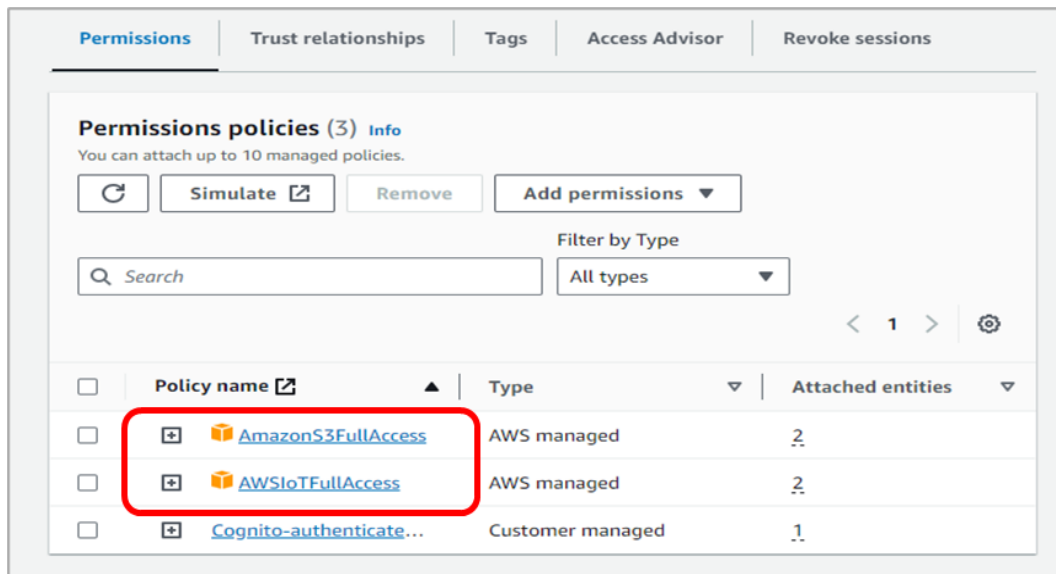 Permissions Trust relationships Tags Access Advisor Revoke sessions
Permissions policies (3) Info
You can attach up to 10 managed policies.
Simulate Remove Add permissions
Filter by Type
Search All types
1
Policy name Type Attached entities
AmazonS3FullAccess AWS managed 2
AWSIoTFullAccess AWS managed 2
Cognito-authenticate... Customer managed 1